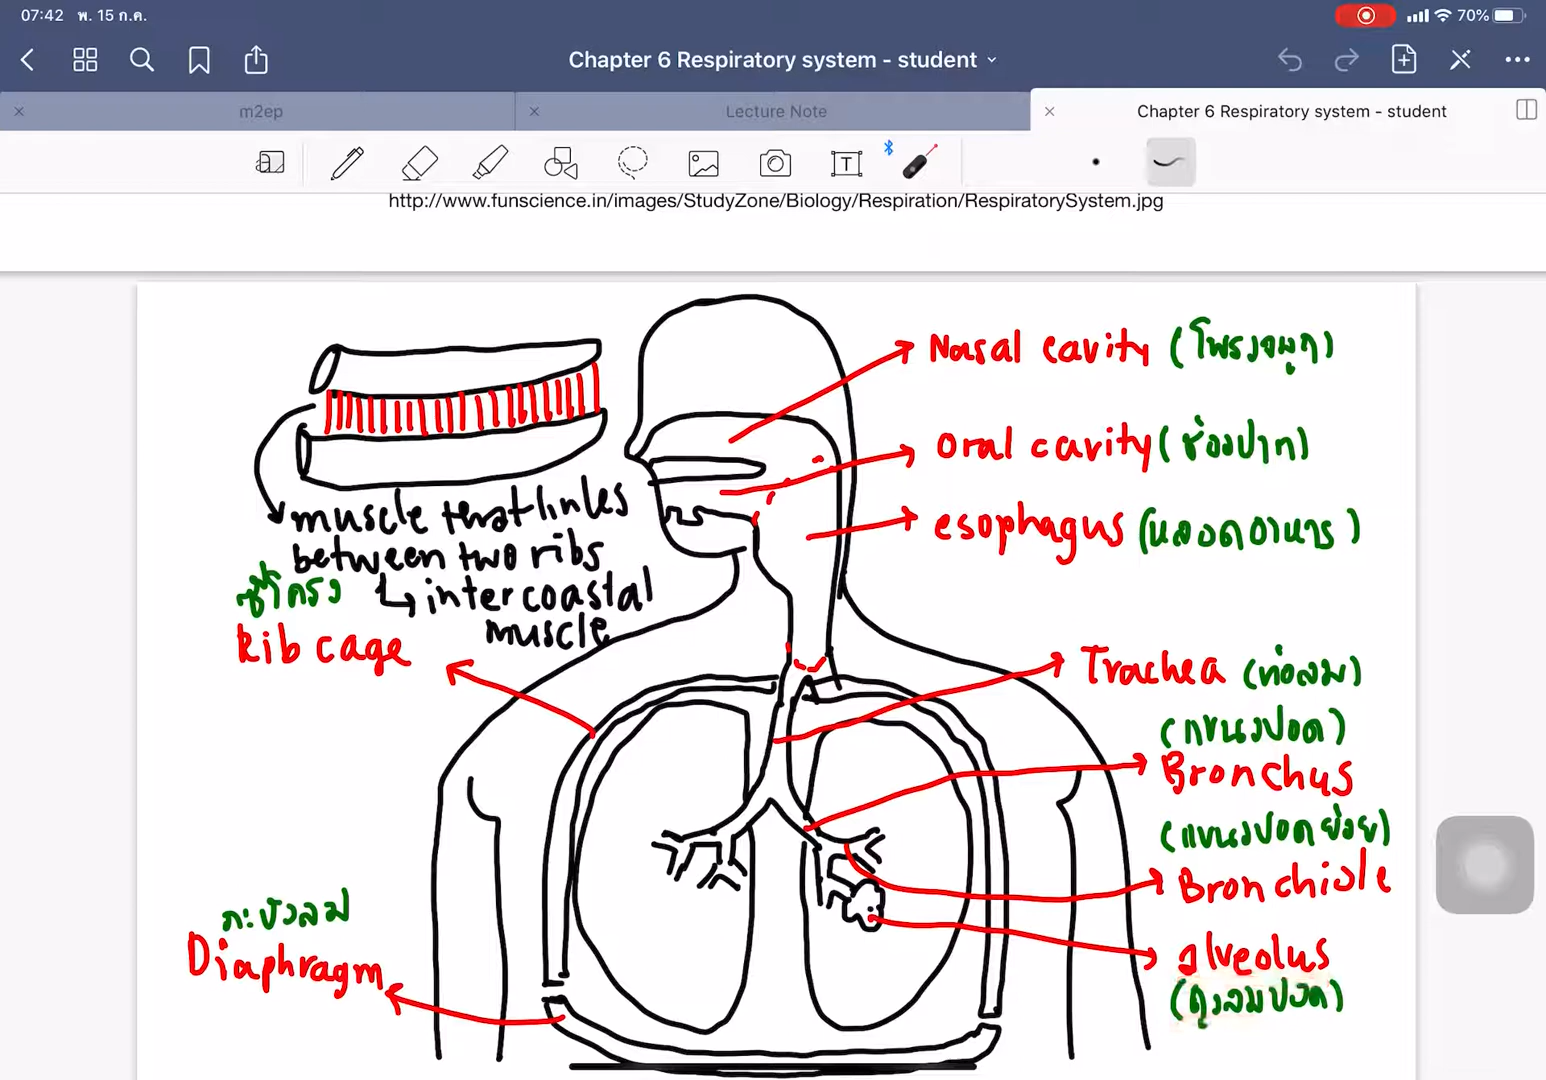 07:42 พ. 15 ก.ค.
70%
Chapter 6 Respiratory system - student
m2ep
Lecture Note
Chapter 6 Respiratory system - student
http://www.funscience.in/images/StudyZone/Biology/Respiration/RespiratorySystem.jpg
Nasal cavity (โพรงจมูก)
Oral cavity (ช่องปาก)
esophagus (หลอดอาหาร)
muscle that links
between two ribs
intercoastal
muscle
ซี่โครง
Rib cage
Trachea (ท่อลม)
(แขนงปอด)
Bronchus
(แขนงปอดย่อย)
Bronchiole
alveolus
(ถุงลมปอด)
กะบังลม
Diaphragm